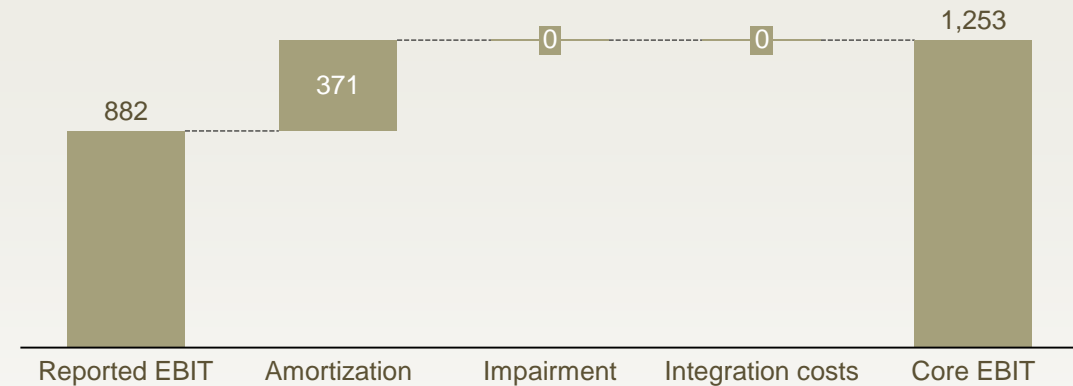 1,253
0
0
371
882
Reported EBIT
Amortization
Impairment
Integration costs
Core EBIT